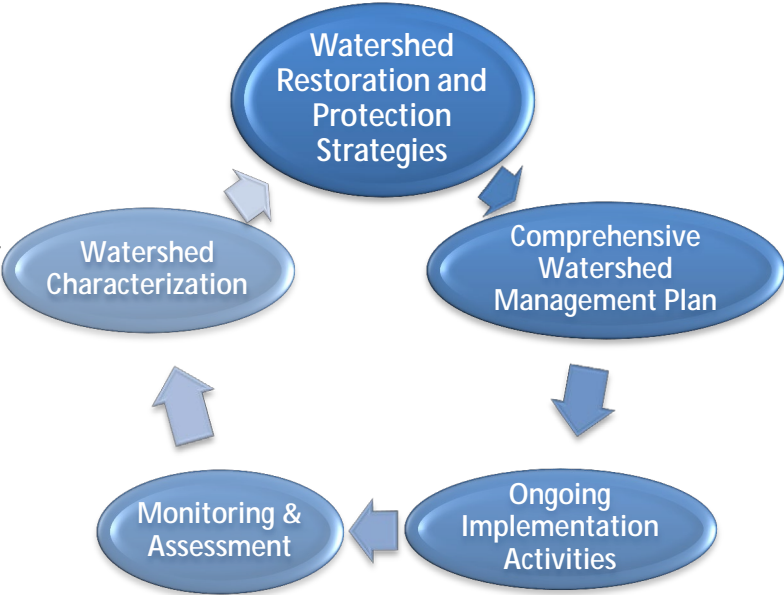 Watershed
Restoration and
Protection
Strategies
Comprehensive
Watershed
Management Plan
Ongoing
Implementation
Activities
Monitoring &
Assessment
Watershed
Characterization